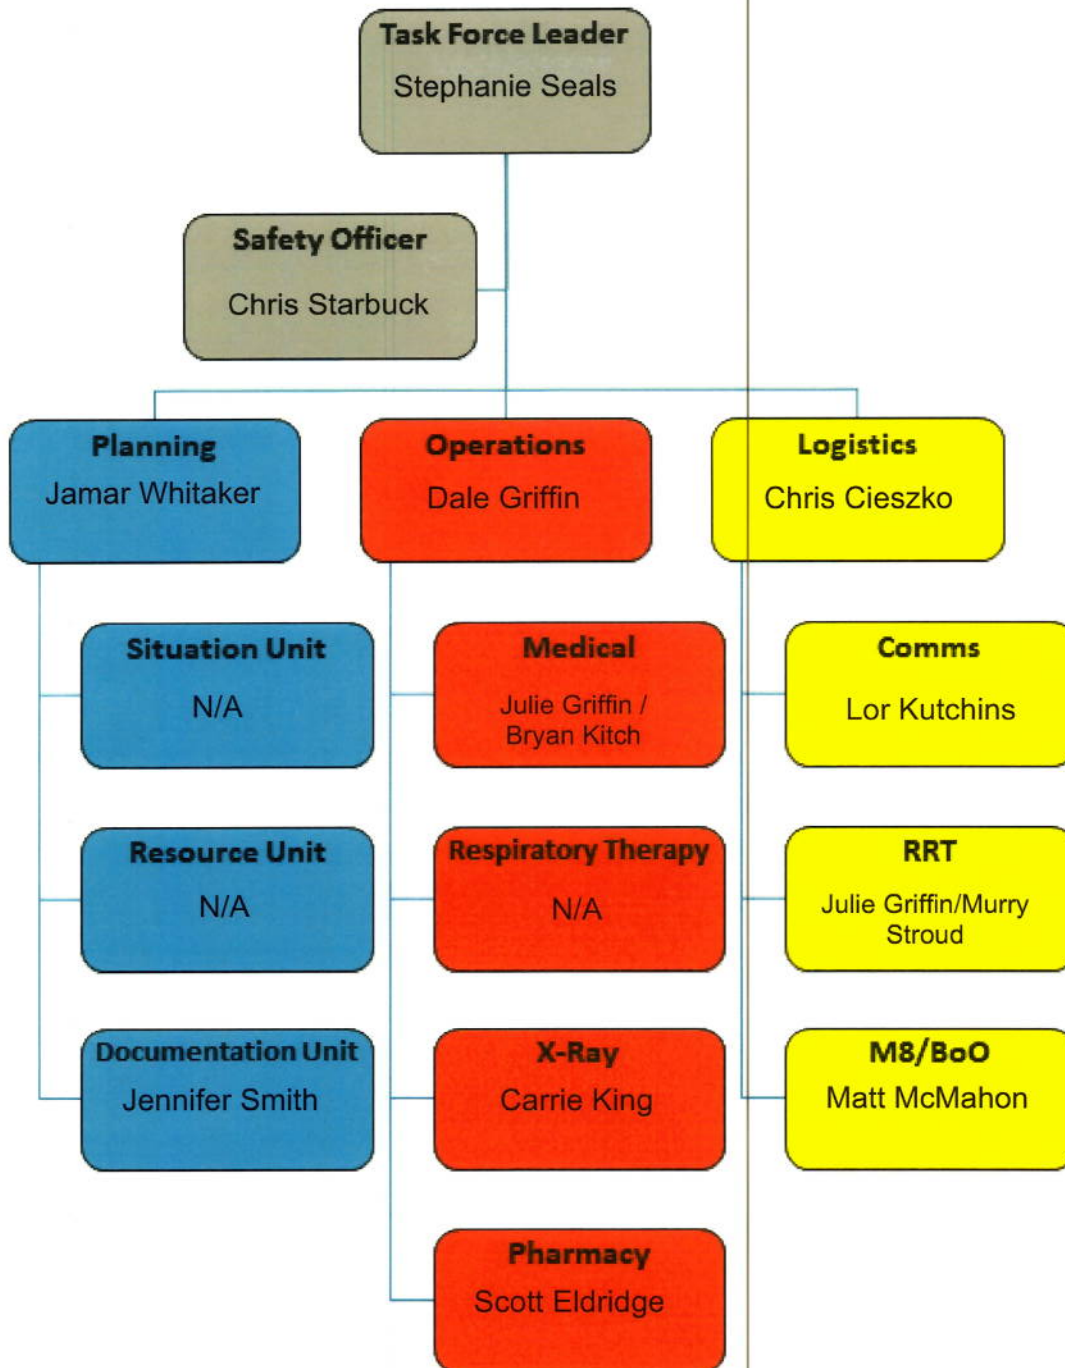 Task Force Leader
Stephanie Seals
Safety Officer
Chris Starbuck
Planning
Jamar Whitaker
Operations
Dale Griffin
Logistics
Chris Cieszko
Situation Unit
N/A
Medical
Julie Griffin /
Bryan Kitch
Comms
Lor Kutchins
Resource Unit
N/A
Respiratory Therapy
N/A
RRT
Julie Griffin/Murry
Stroud
Documentation Unit
Jennifer Smith
X-Ray
Carrie King
M8/BoO
Matt McMahon
Pharmacy
Scott Eldridge